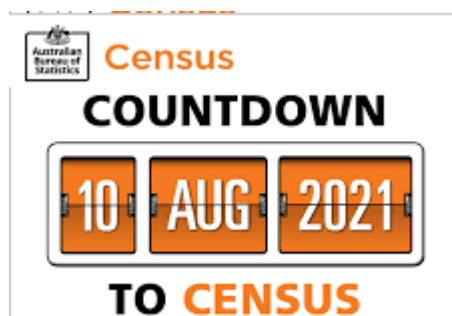 Australian
Bureau of
Statistics
Census
COUNTDOWN
10 AUG 2021
TO CENSUS